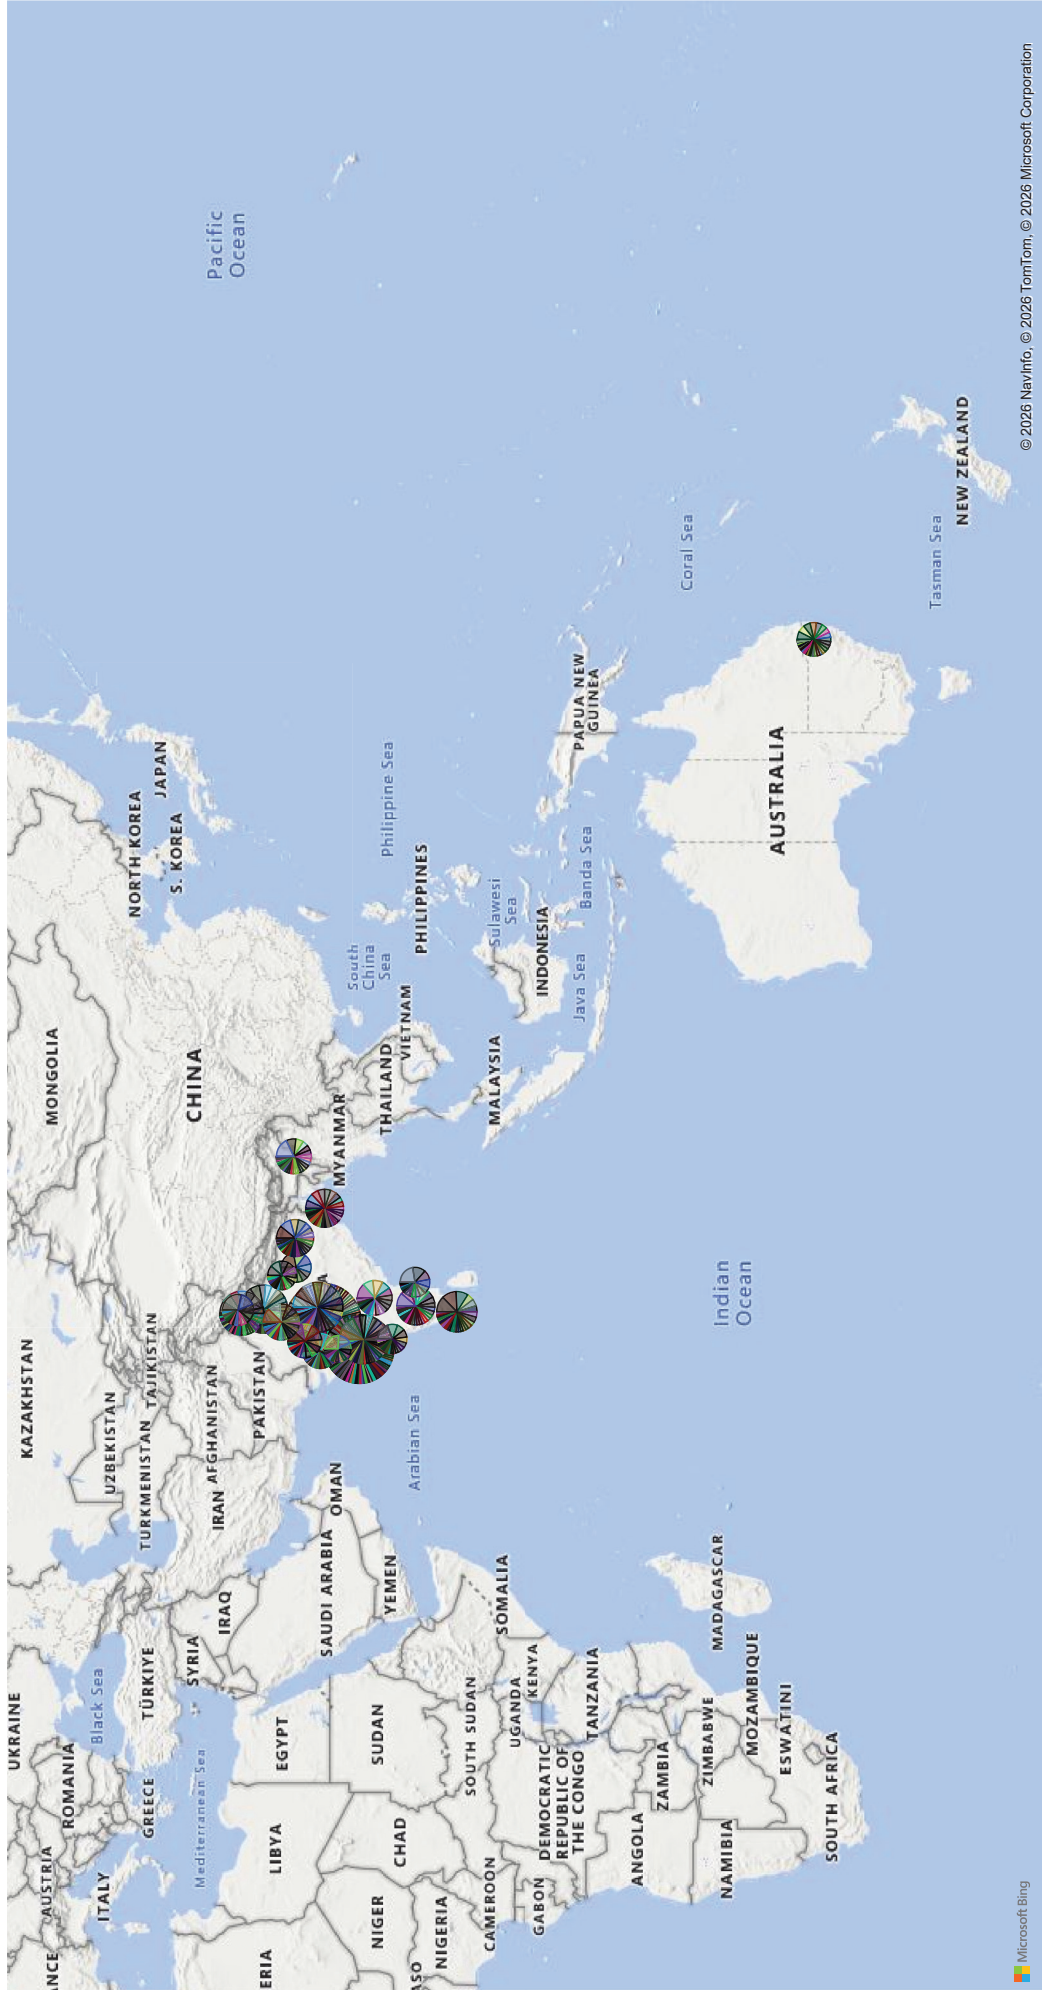 Pacific
Ocean
© 2026 NavInfo, © 2026 TomTom, © 2026 Microsoft Corporation
NEW ZEALAND
Coral Sea
Tasman Sea
PAPUA NEW
GUINEA
AUSTRALIA
JAPAN
NORTH KOREA
S. KOREA
Philippine Sea
PHILIPPINES
Sulawesi
Sea
Banda Sea
INDONESIA
Java Sea
South
China
Sea
VIETNAM
THAILAND
MALAYSIA
MONGOLIA
CHINA
MYANMAR
Indian
Ocean
KAZAKHSTAN
TAJIKISTAN
UZBEKISTAN
TURKMENISTAN
AFGHANISTAN
PAKISTAN
IRAN
Arabian Sea
OMAN
SAUDI ARABIA
YEMEN
IRAQ
SYRIA
TÜRKIYE
Black Sea
UKRAINE
ROMANIA
GREECE
AUSTRIA
ITALY
Mediterranean Sea
EGYPT
LIBYA
SUDAN
CHAD
NIGER
NIGERIA
CAMEROON
GABON
SOUTH SUDAN
UGANDA
KENYA
SOMALIA
TANZANIA
DEMOCRATIC
REPUBLIC OF
THE CONGO
ANGOLA
ZAMBIA
ZIMBABWE
NAMIBIA
MOZAMBIQUE
MADAGASCAR
ESWATINI
SOUTH AFRICA
NCE
ERIA
ASO
Microsoft Bing